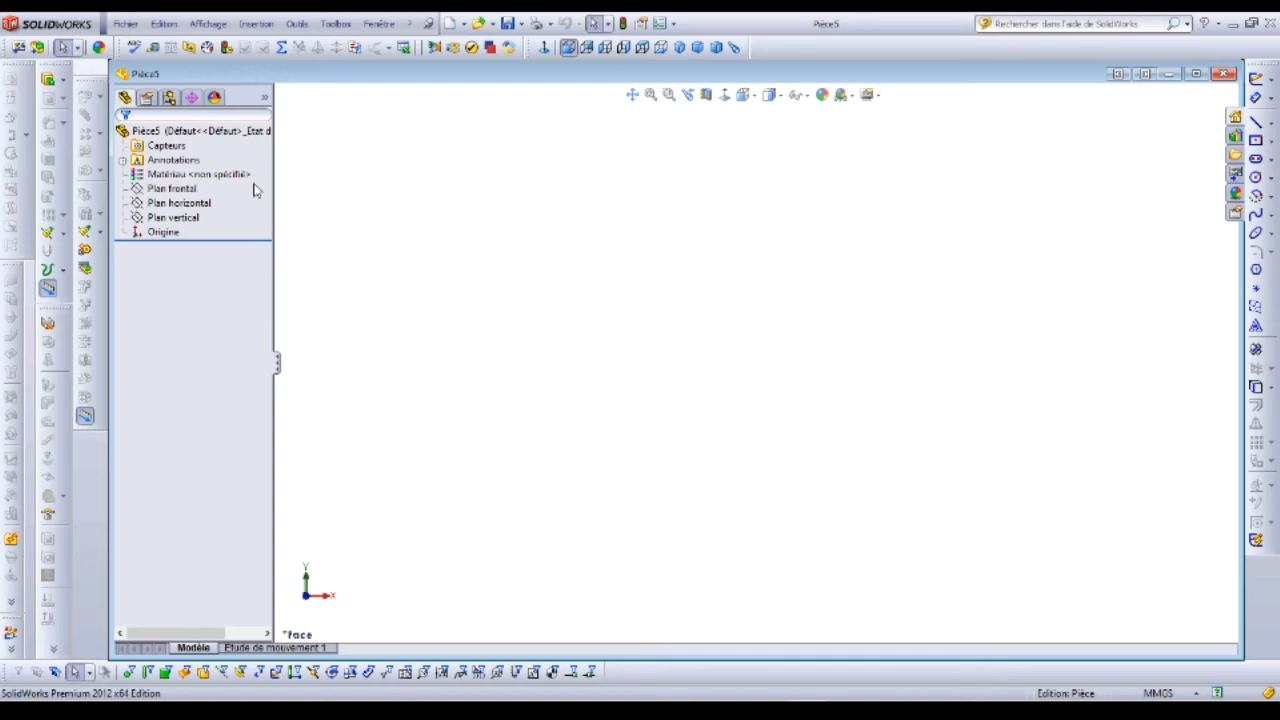 SOLIDWORKS Fichier Edition Affichage Insertion Outils Toolbox Fenêtre ? Pièce5 Rechercher dans l'aide de SolidWorks
Pièce5
Pièce5 (Défaut<<Défaut>_Etat d
Capteurs
Annotations
Matériau <non spécifié>
Plan frontal
Plan horizontal
Plan vertical
Origine
Y
X
*Face
Modèle Etude de mouvement 1
SolidWorks Premium 2012 x64 Edition Edition: Pièce MMGS